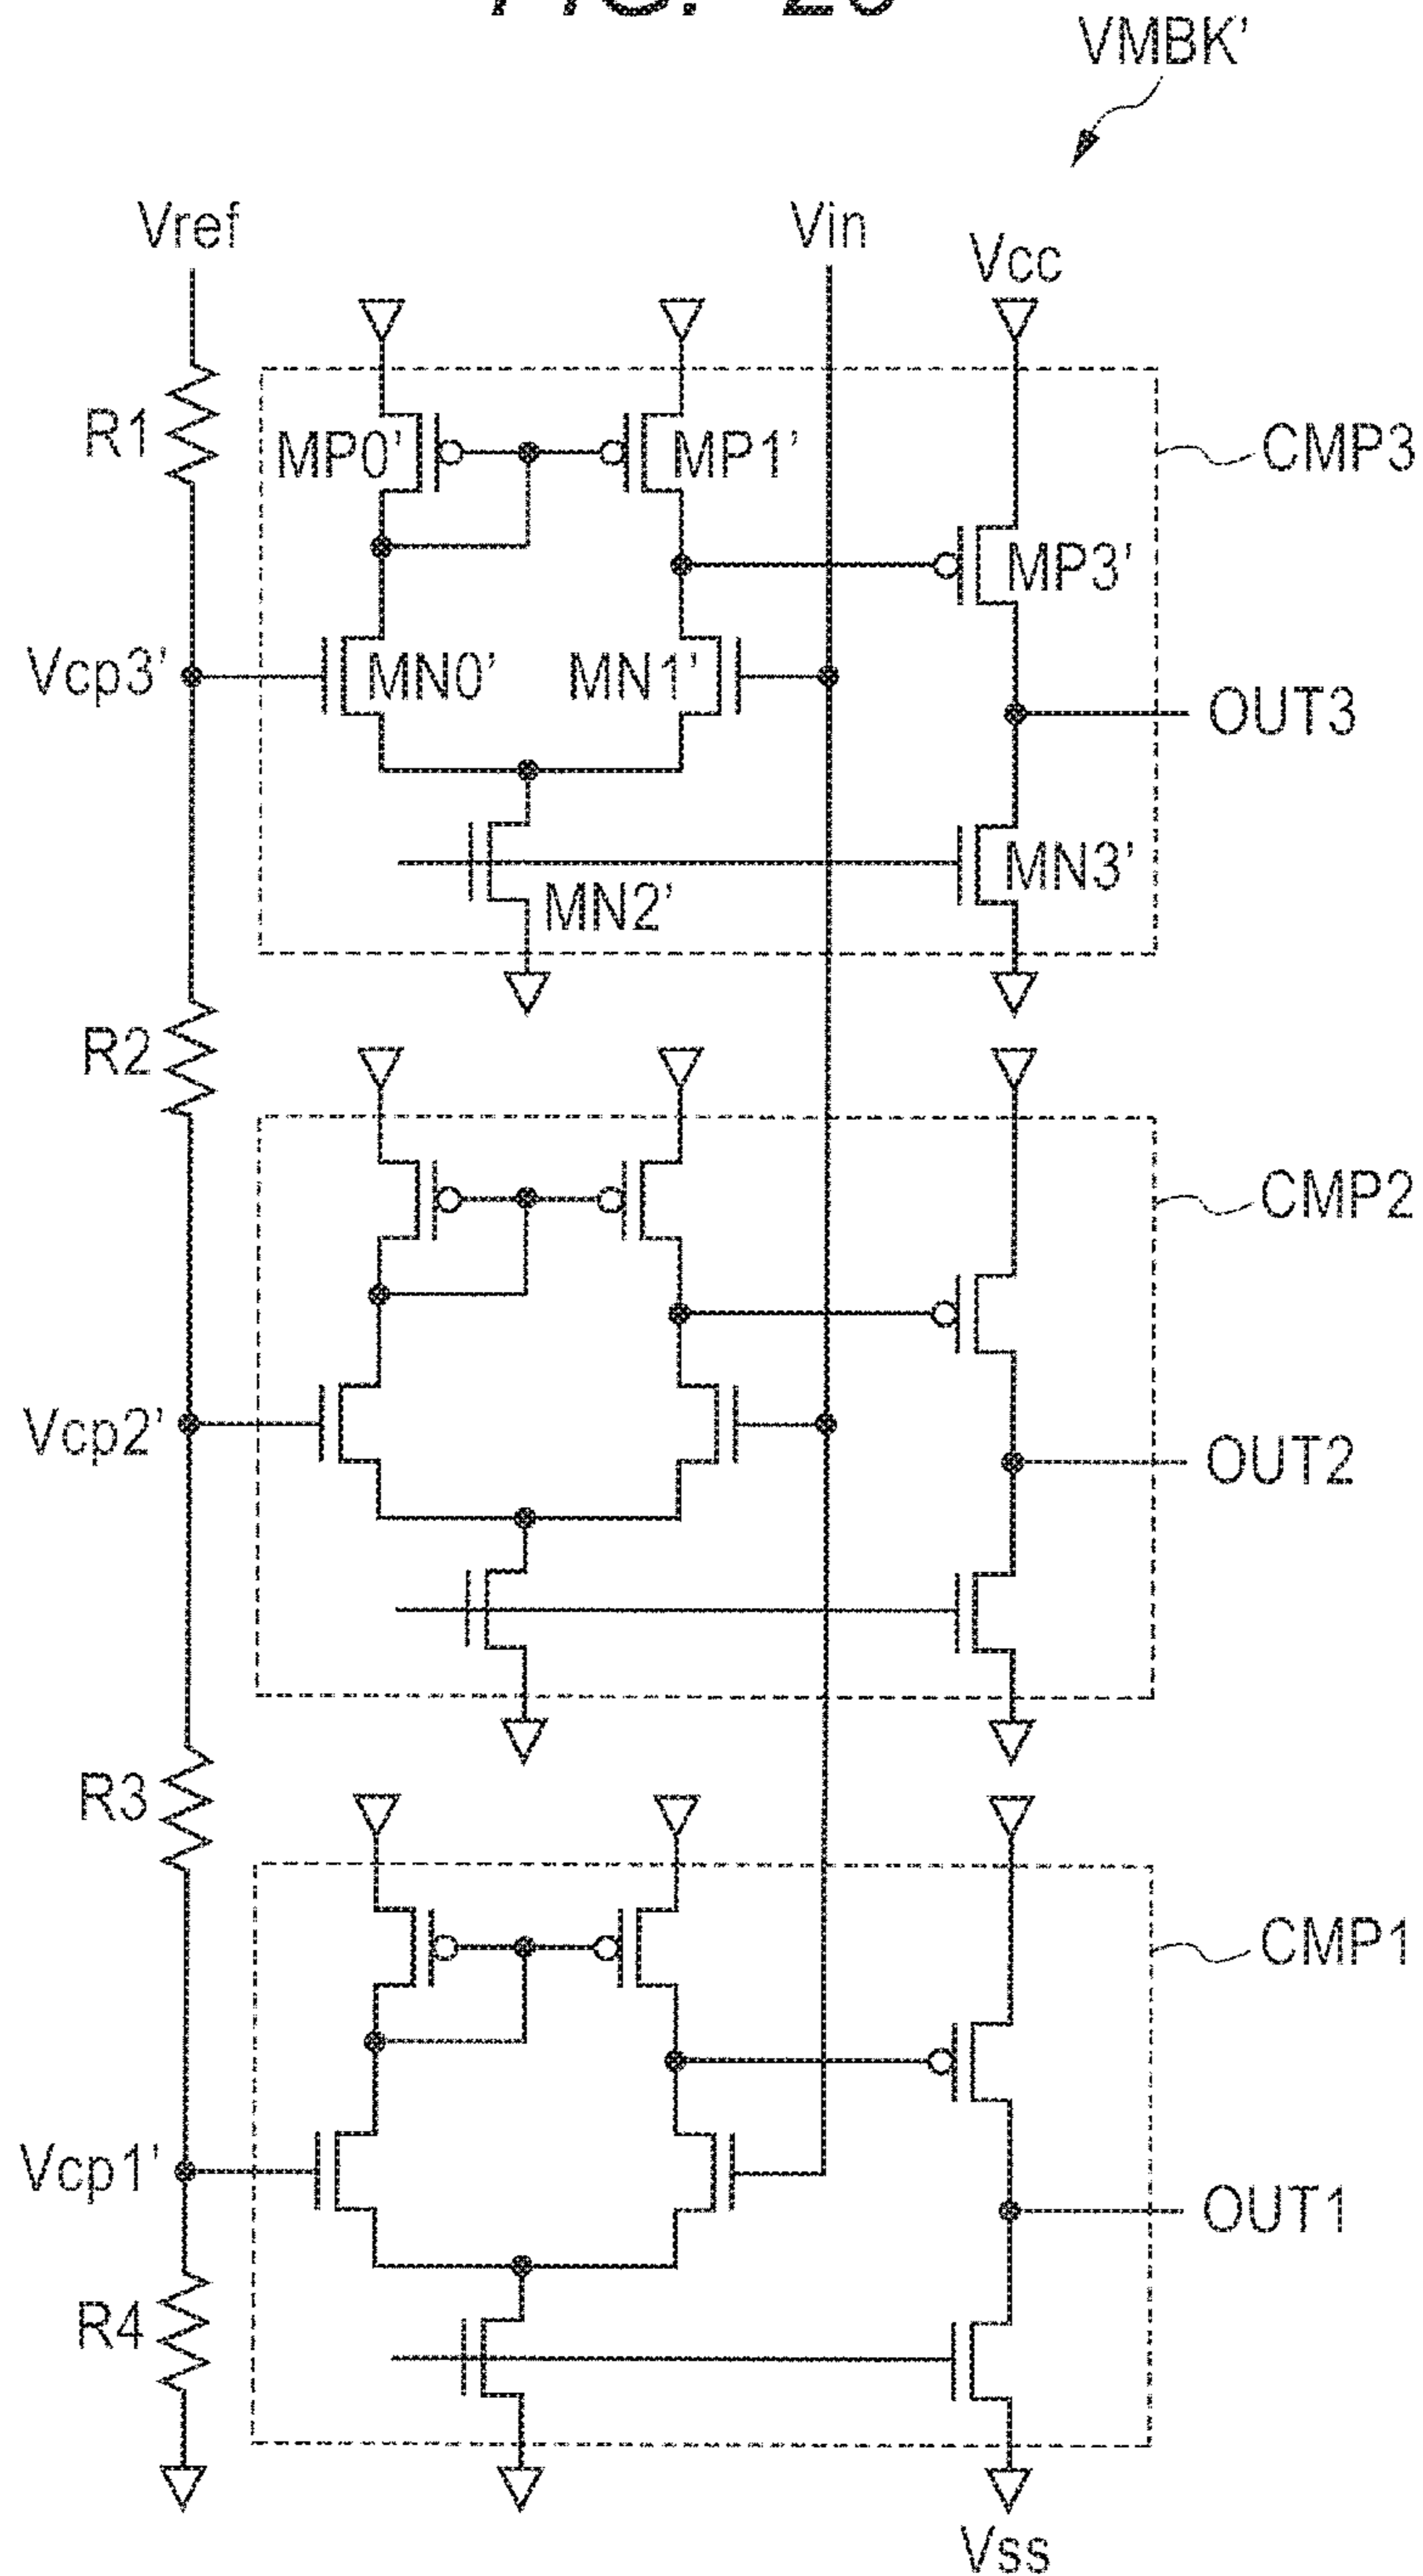 VMBK'
Vref
Vin
Vcc
R1
MP0'
MP1'
CMP3
MP3'
Vcp3'
MN0'
MN1'
OUT3
MN2'
MN3'
R2
CMP2
Vcp2'
OUT2
R3
CMP1
Vcp1'
OUT1
R4
Vss